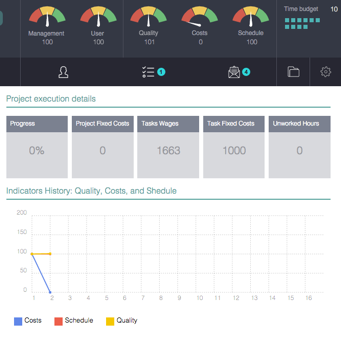 Time budget 10
Management User Quality Costs Schedule
100 100 101 0 100
1 4
Project execution details
Progress Project Fixed Costs Tasks Wages Task Fixed Costs Unworked Hours
0% 0 1663 1000 0
Indicators History: Quality, Costs, and Shedule
200
150
100
50
0
1 2 3 4 5 6 7 8 9 10 11 12 13 14 15 16
Costs Schedule Quality